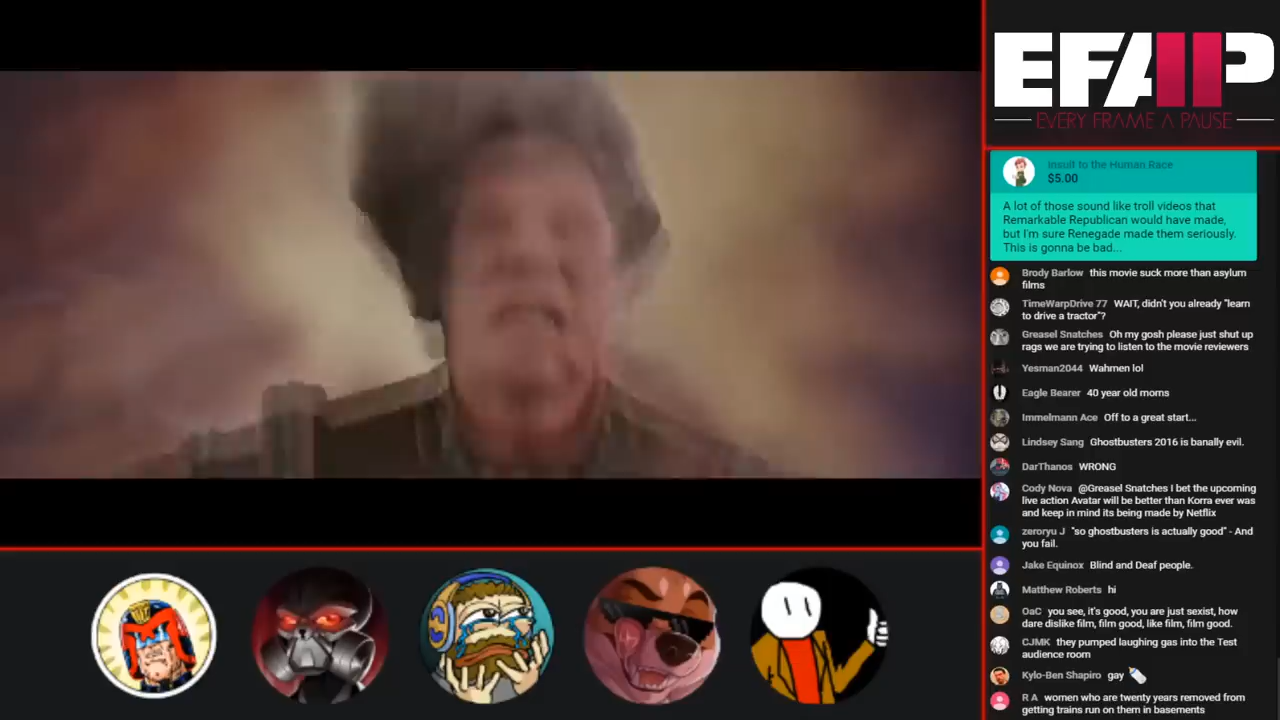 EFAP
EVERY FRAME A PAUSE
Insult to the Human Race
$5.00
A lot of those sound like troll videos that
Remarkable Republican would have made,
but I'm sure Renegade made them seriously.
This is gonna be bad...
Brody Barlow this movie suck more than asylum
films
TimeWarpDrive 77 WAIT, didn't you already "learn
to drive a tractor"?
Greasel Snatches Oh my gosh please just shut up
rags we are trying to listen to the movie reviewers
Yesman2044 Wahmen lol
Eagle Bearer 40 year old morns
Immelmann Ace Off to a great start...
Lindsey Sang Ghostbusters 2016 is banally evil.
DarThanos WRONG
Cody Nova @Greasel Snatches I bet the upcoming
live action Avatar will be better than Korra ever was
and keep in mind its being made by Netflix
zeroryu J "so ghostbusters is actually good" - And
you fail.
Jake Equinox Blind and Deaf people.
Matthew Roberts hi
OaC you see, it's good, you are just sexist, how
dare dislike film, film good, like film, film good.
CJMK they pumped laughing gas into the Test
audience room
Kylo-Ben Shapiro gay
R A women who are twenty years removed from
getting trains run on them in basements